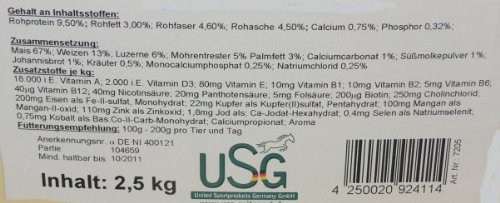 Gehalt an Inhaltsstoffen:
Rohprotein 9,50%; Rohfett 3,00%; Rohfaser 4,60%; Rohasche 4,50%; Calcium 0,75%; Phosphor 0,32%;
Zusammensetzung:
Mais 67%; Weizen 13%; Luzerne 6%; Möhrentrester 5% Palmfett 3%; Calciumcarbonat 1%; Süßmolkepulver 1%;
Johannisbrot 1%; Kräuter 0,5%; Monocalciumphosphat 0,25%; Natriumchlorid 0,25%
Zusatzstoffe je kg:
16.000 i.E. Vitamin A; 2.000 i.E. Vitamin D3; 80mg Vitamin E; 10mg Vitamin B1; 10mg Vitamin B2; 5mg Vitamin B6;
40µg Vitamin B12; 40mg Nicotinsäure; 20mg Panthotensäure; 5mg Folsäure; 200µg Biotin; 250mg Cholinchlorid;
200mg Eisen als Fe-II-sulfat, Monohydrat; 22mg Kupfer als Kupfer(II)sulfat, Pentahydrat; 100mg Mangan
als Mangan-II-oxid; 110mg Zink als Zinkoxid; 1,8mg Jod als; Ca-Jodat-Hexahydrat; 0,4mg Selen als Natriumselenit;
0,75mg Kobalt als Bas.Co-II-Carb-Monohydrat; Calciumpropionat; Aroma
Fütterungsempfehlung: 100g - 200g pro Tier und Tag
Anerkennungsnr. α DE NI 400121
Partie 104659
Mind. haltbar bis: 10/2011
Inhalt: 2,5 kg
USG
United Sportproducts Germany GmbH
4 250020 924114
Art.Nr.: 7205